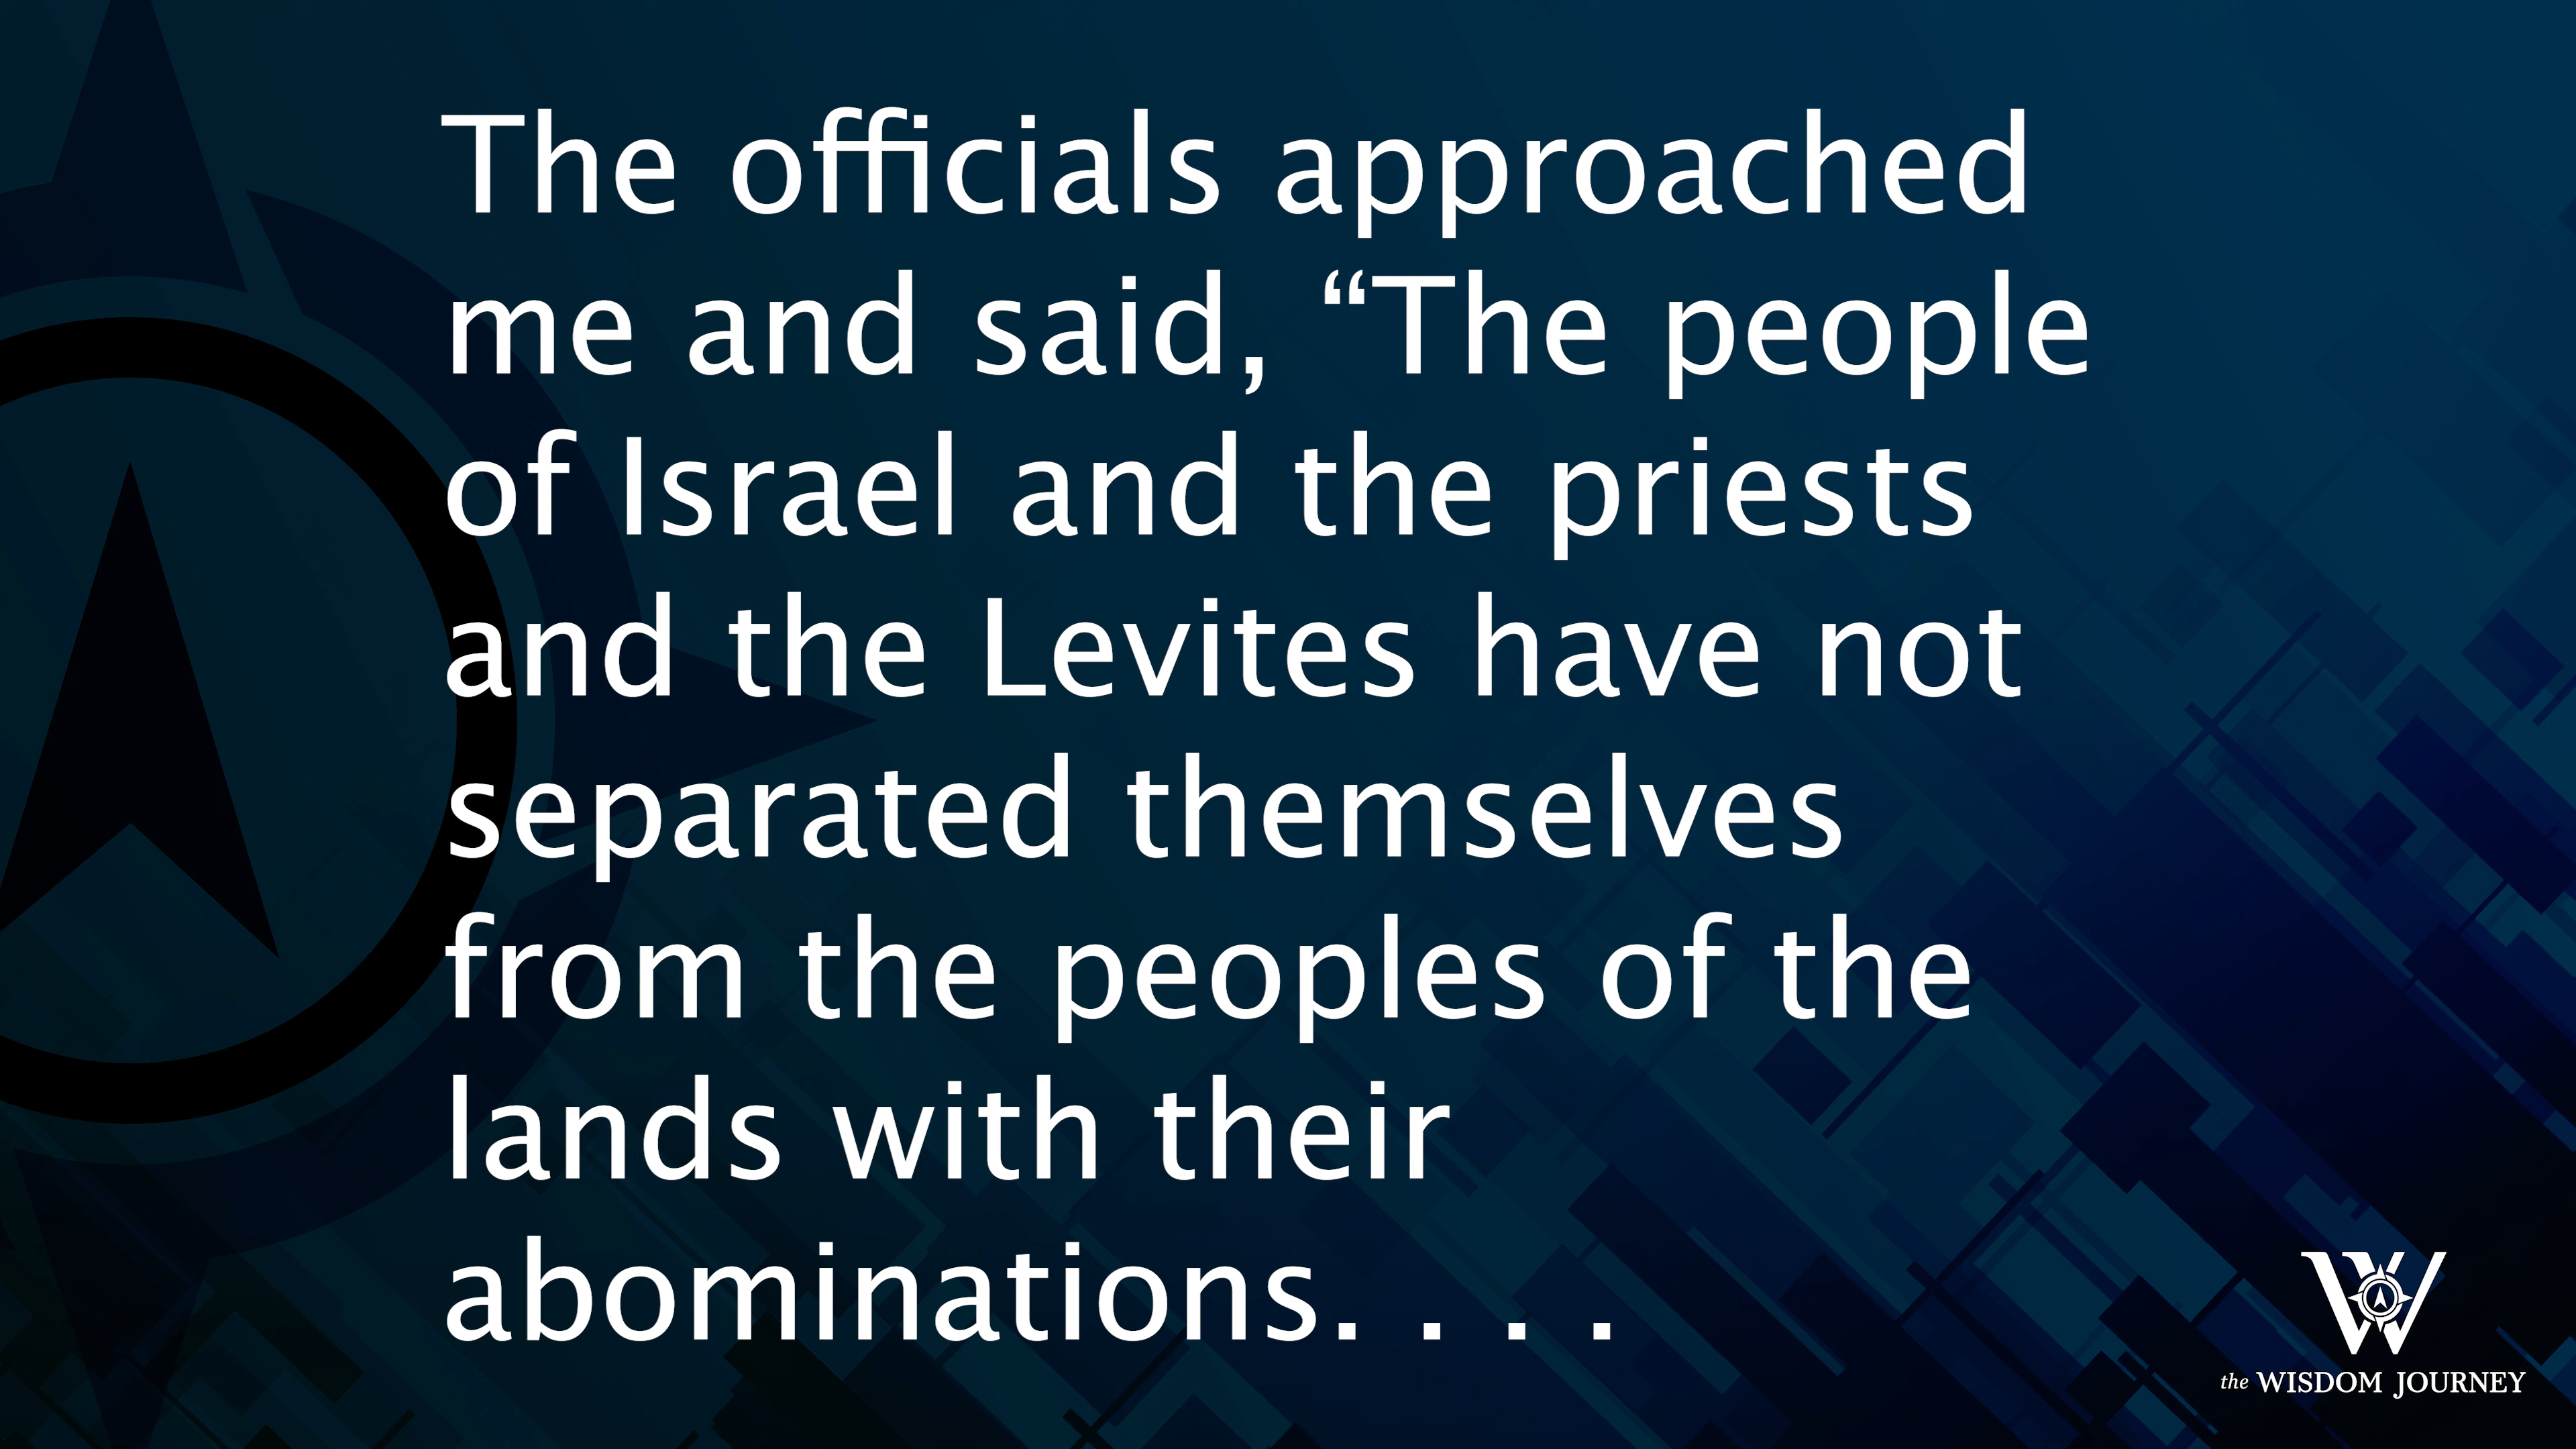 The officials approached
me and said, “The people
of Israel and the priests
and the Levites have not
separated themselves
from the peoples of the
lands with their
abominations. . . .
W
the WISDOM JOURNEY